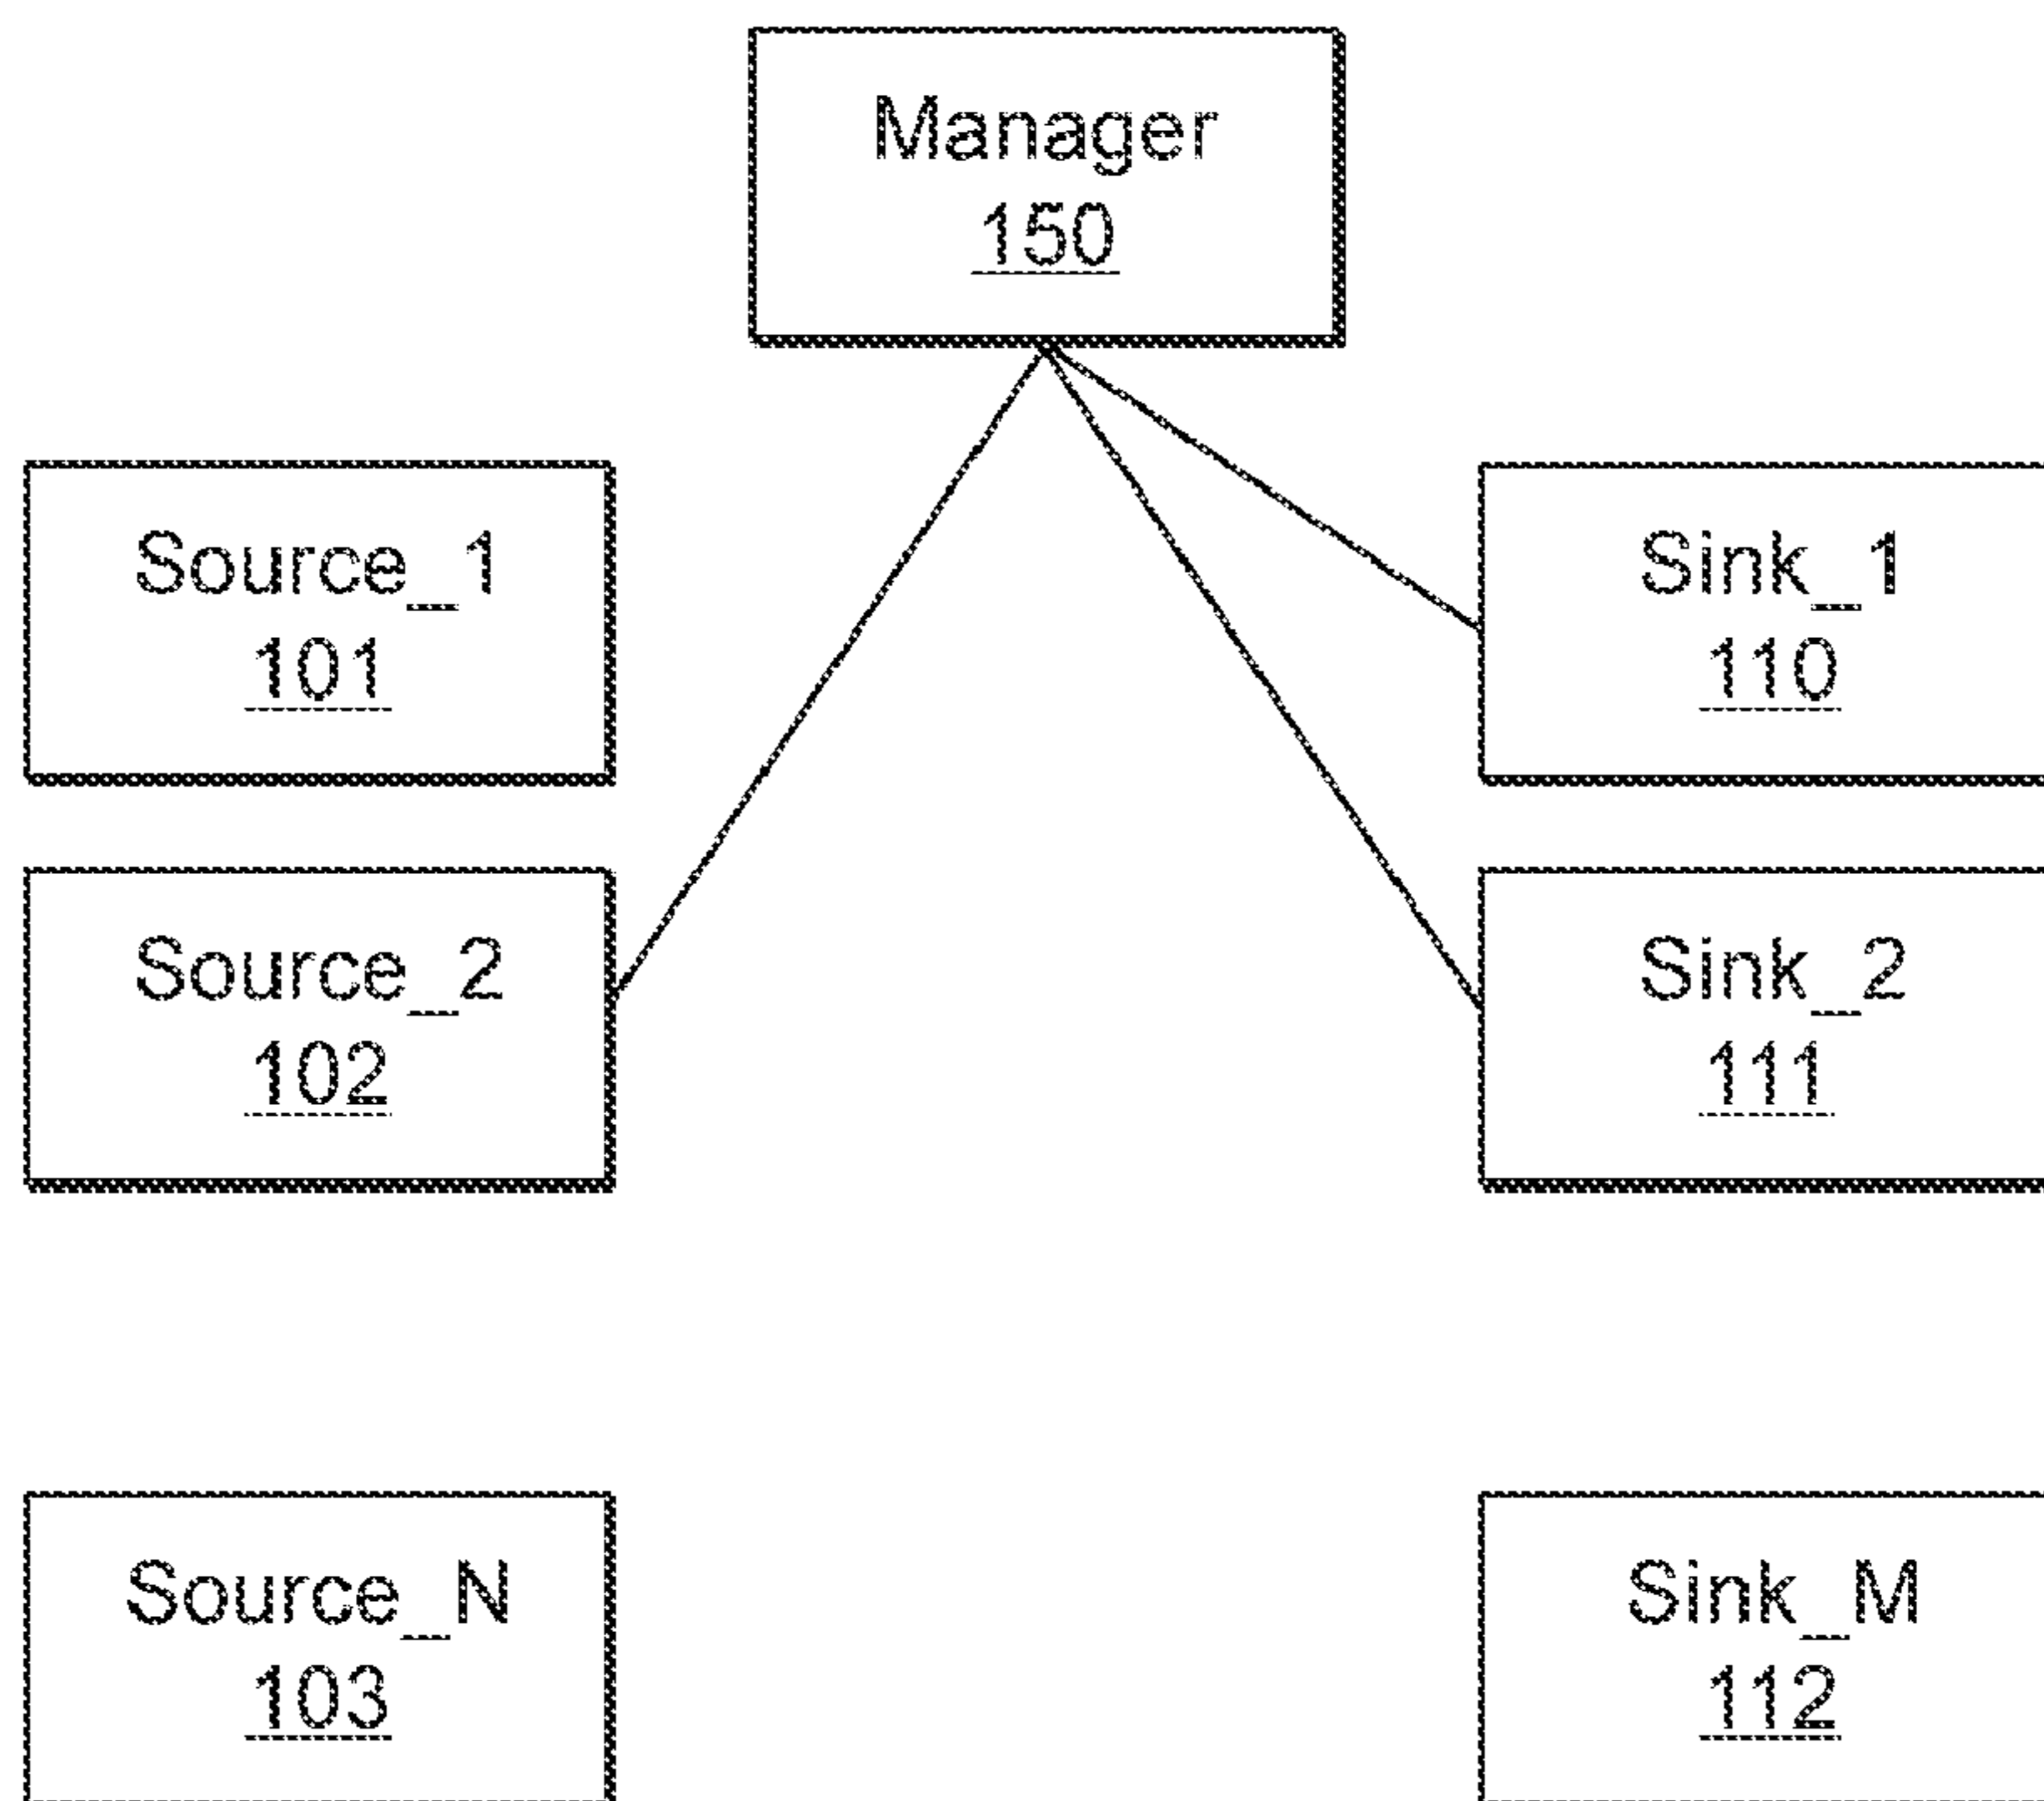 Manager
150
Source_1
101
Sink_1
110
Source_2
102
Sink_2
111
Source_N
103
Sink_M
112